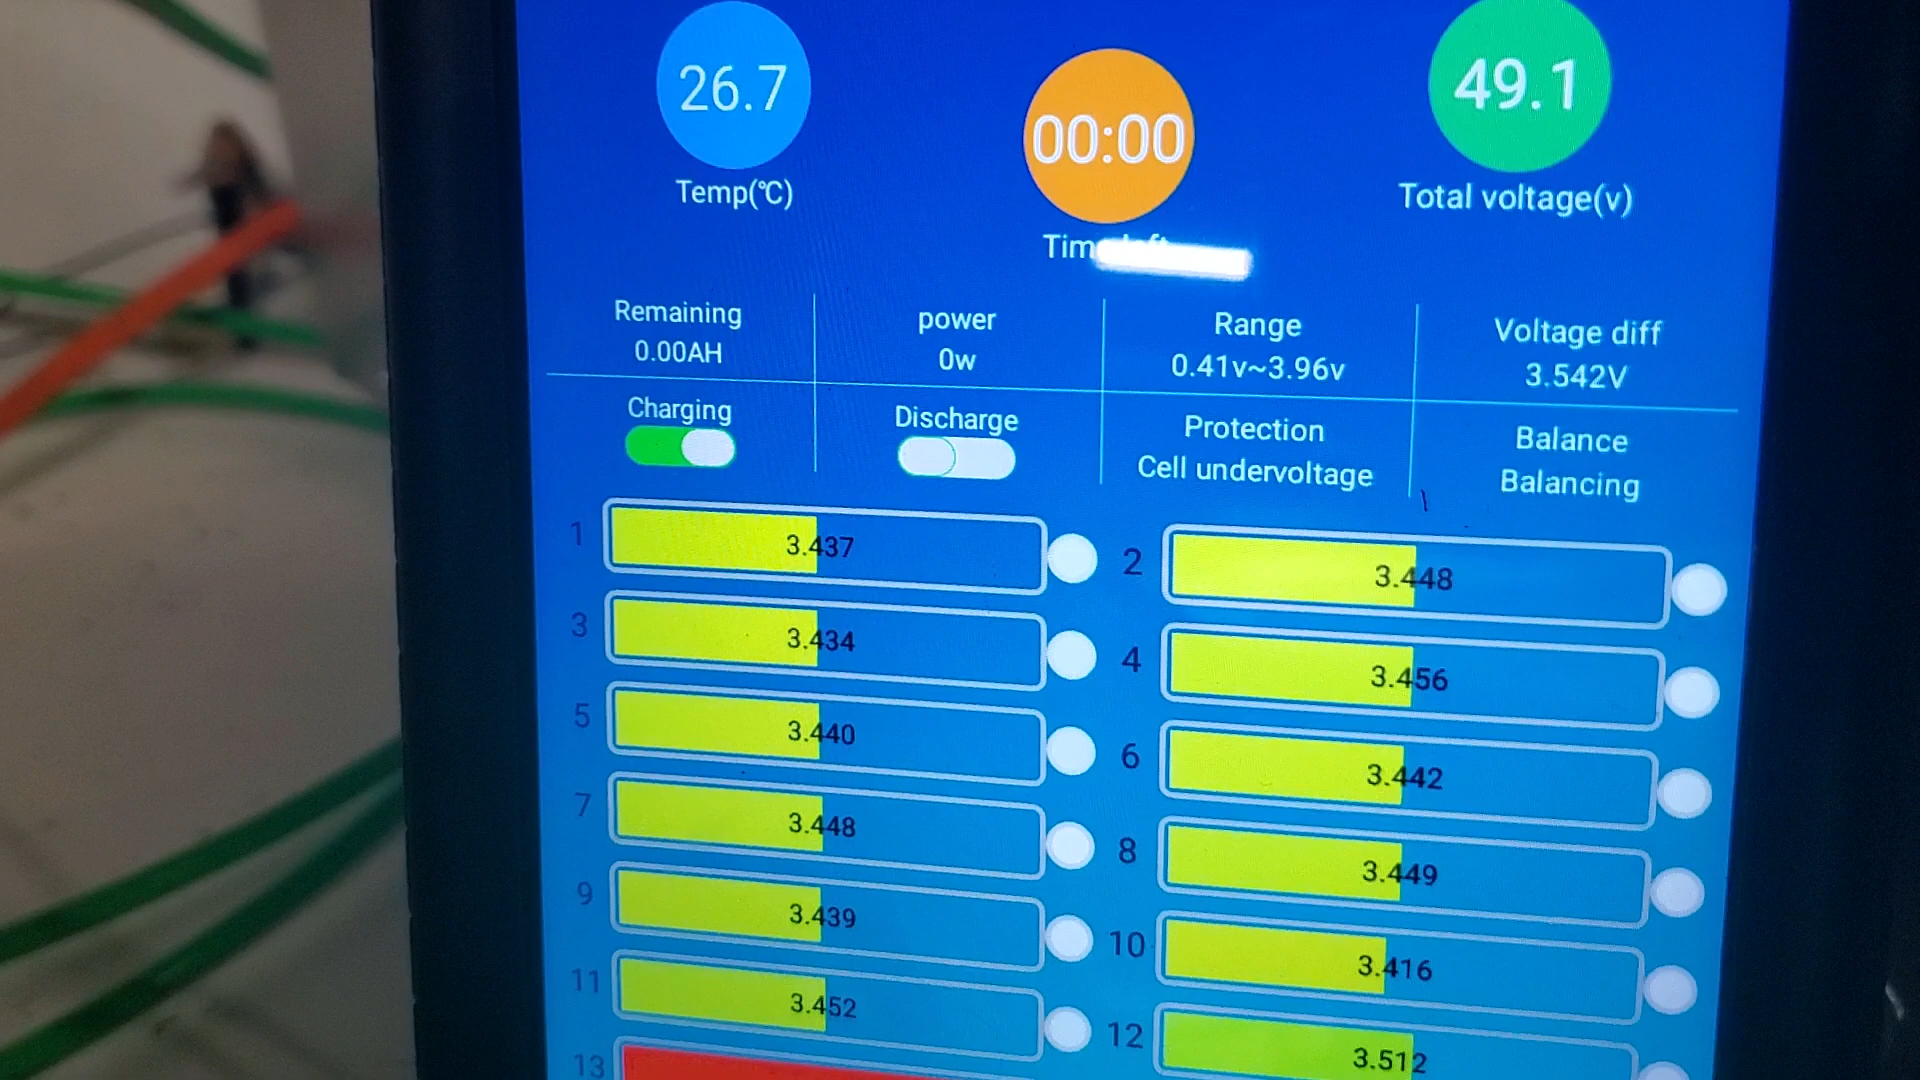 26.7
00:00
49.1
Temp(℃)
Total voltage(v)
Remaining
power
Range
Voltage diff
0.00AH
0w
0.41v~3.96v
3.542V
Charging
Discharge
Protection
Balance
Cell undervoltage
Balancing
1 3.437
2 3.448
3 3.434
4 3.456
5 3.440
6 3.442
7 3.448
8 3.449
9 3.439
10 3.416
11 3.452
12 3.512
13